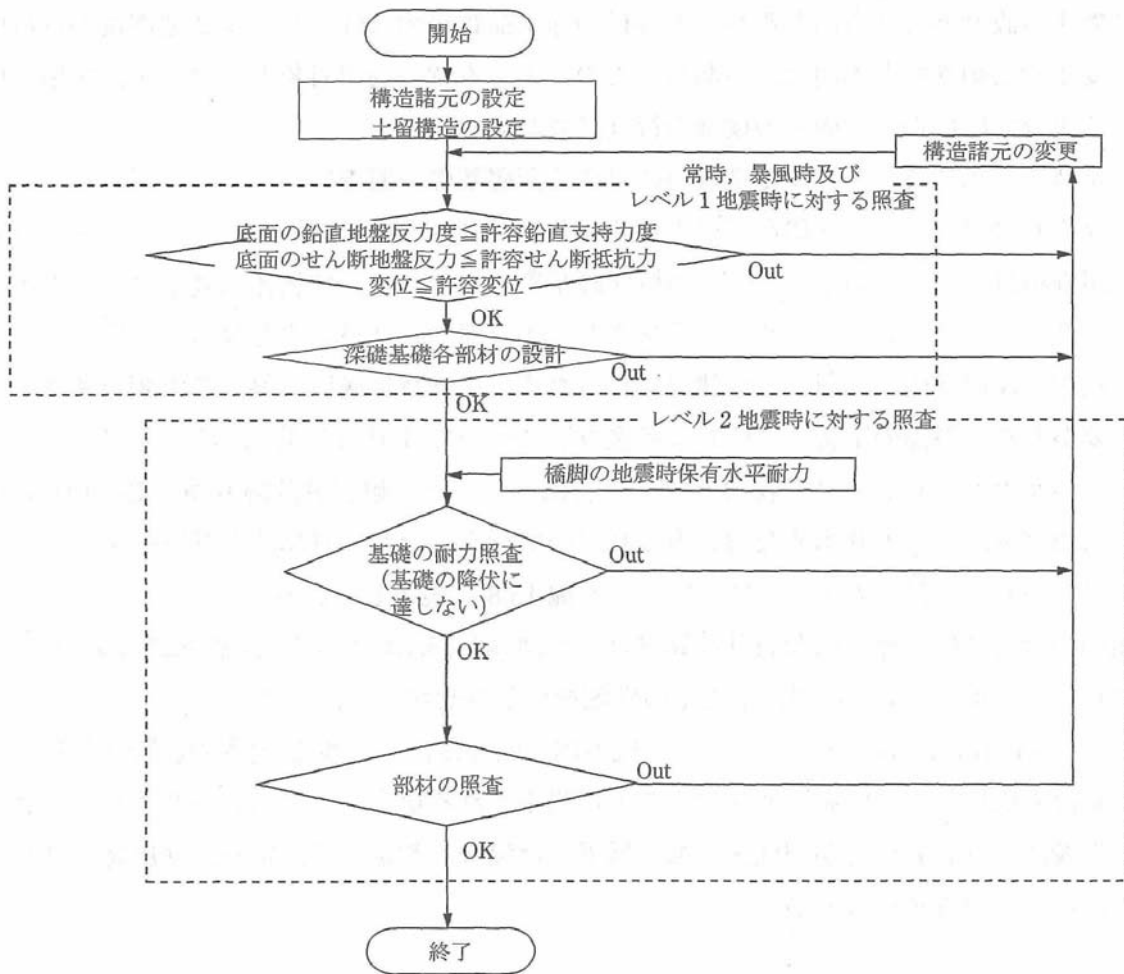 開始
構造諸元の設定
土留構造の設定
構造諸元の変更
常時，暴風時及び
レベル1地震時に対する照査
底面の鉛直地盤反力度≦許容鉛直支持力度
底面のせん断地盤反力≦許容せん断抵抗力
変位≦許容変位
Out
OK
深礎基礎各部材の設計
Out
OK
レベル2地震時に対する照査
橋脚の地震時保有水平耐力
基礎の耐力照査
（基礎の降伏に
達しない）
Out
OK
部材の照査
Out
OK
終了